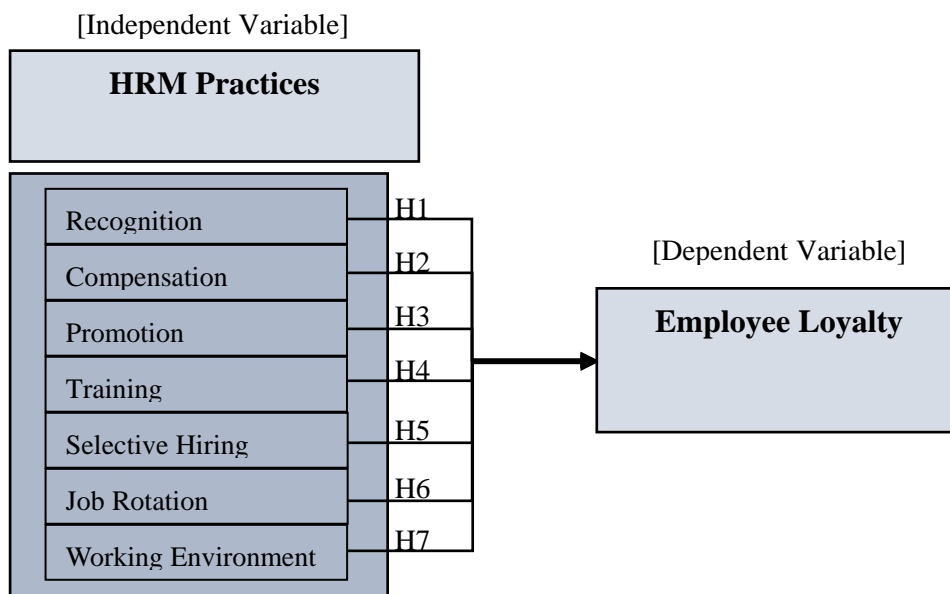 [Independent Variable]
HRM Practices
Recognition H1
Compensation H2
Promotion H3
Training H4
Selective Hiring H5
Job Rotation H6
Working Environment H7
[Dependent Variable]
Employee Loyalty